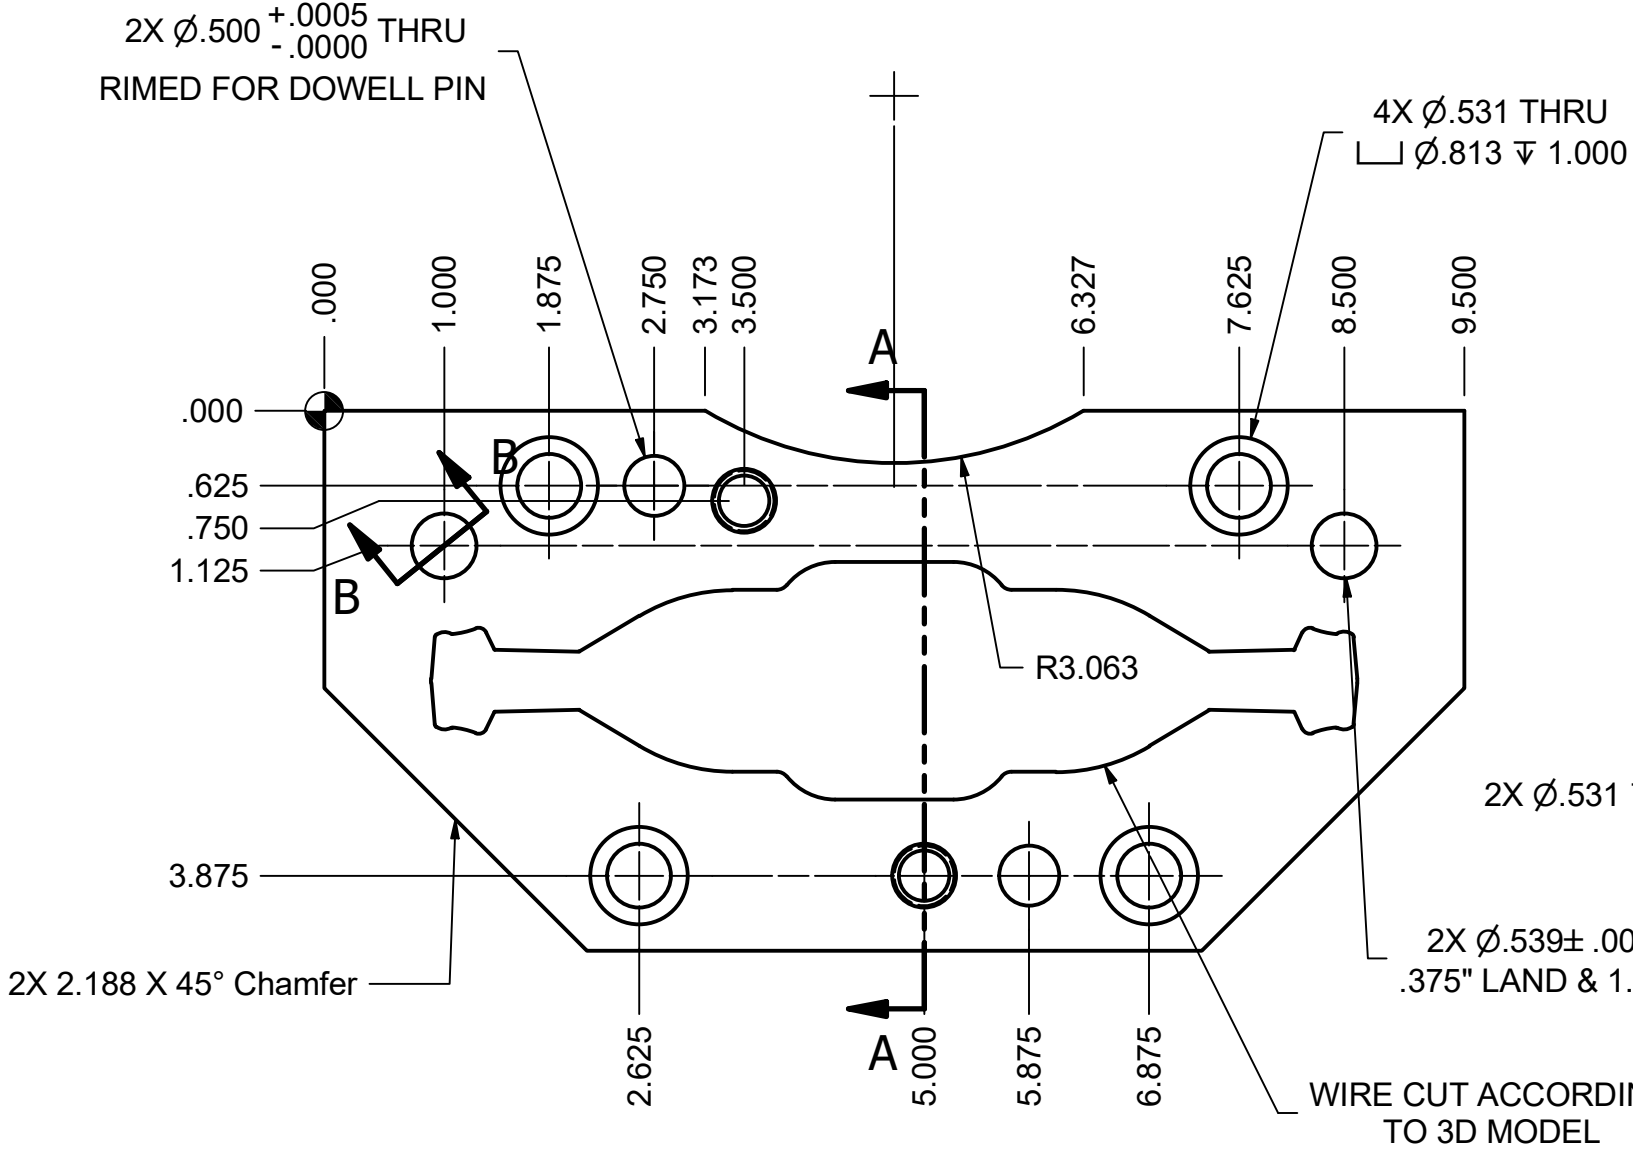 2X Ø.500 +.0005 -.0000 THRU
RIMED FOR DOWELL PIN
4X Ø.531 THRU
⌴ Ø.813 ↧ 1.000
.000
1.000
1.875
2.750
3.173
3.500
6.327
7.625
8.500
9.500
A
.000
B
.625
.750
1.125
B
R3.063
2X Ø.531
3.875
2X Ø.539± .00
.375" LAND & 1.
2X 2.188 X 45° Chamfer
2.625
A
5.000
5.875
6.875
WIRE CUT ACCORDIN
TO 3D MODEL